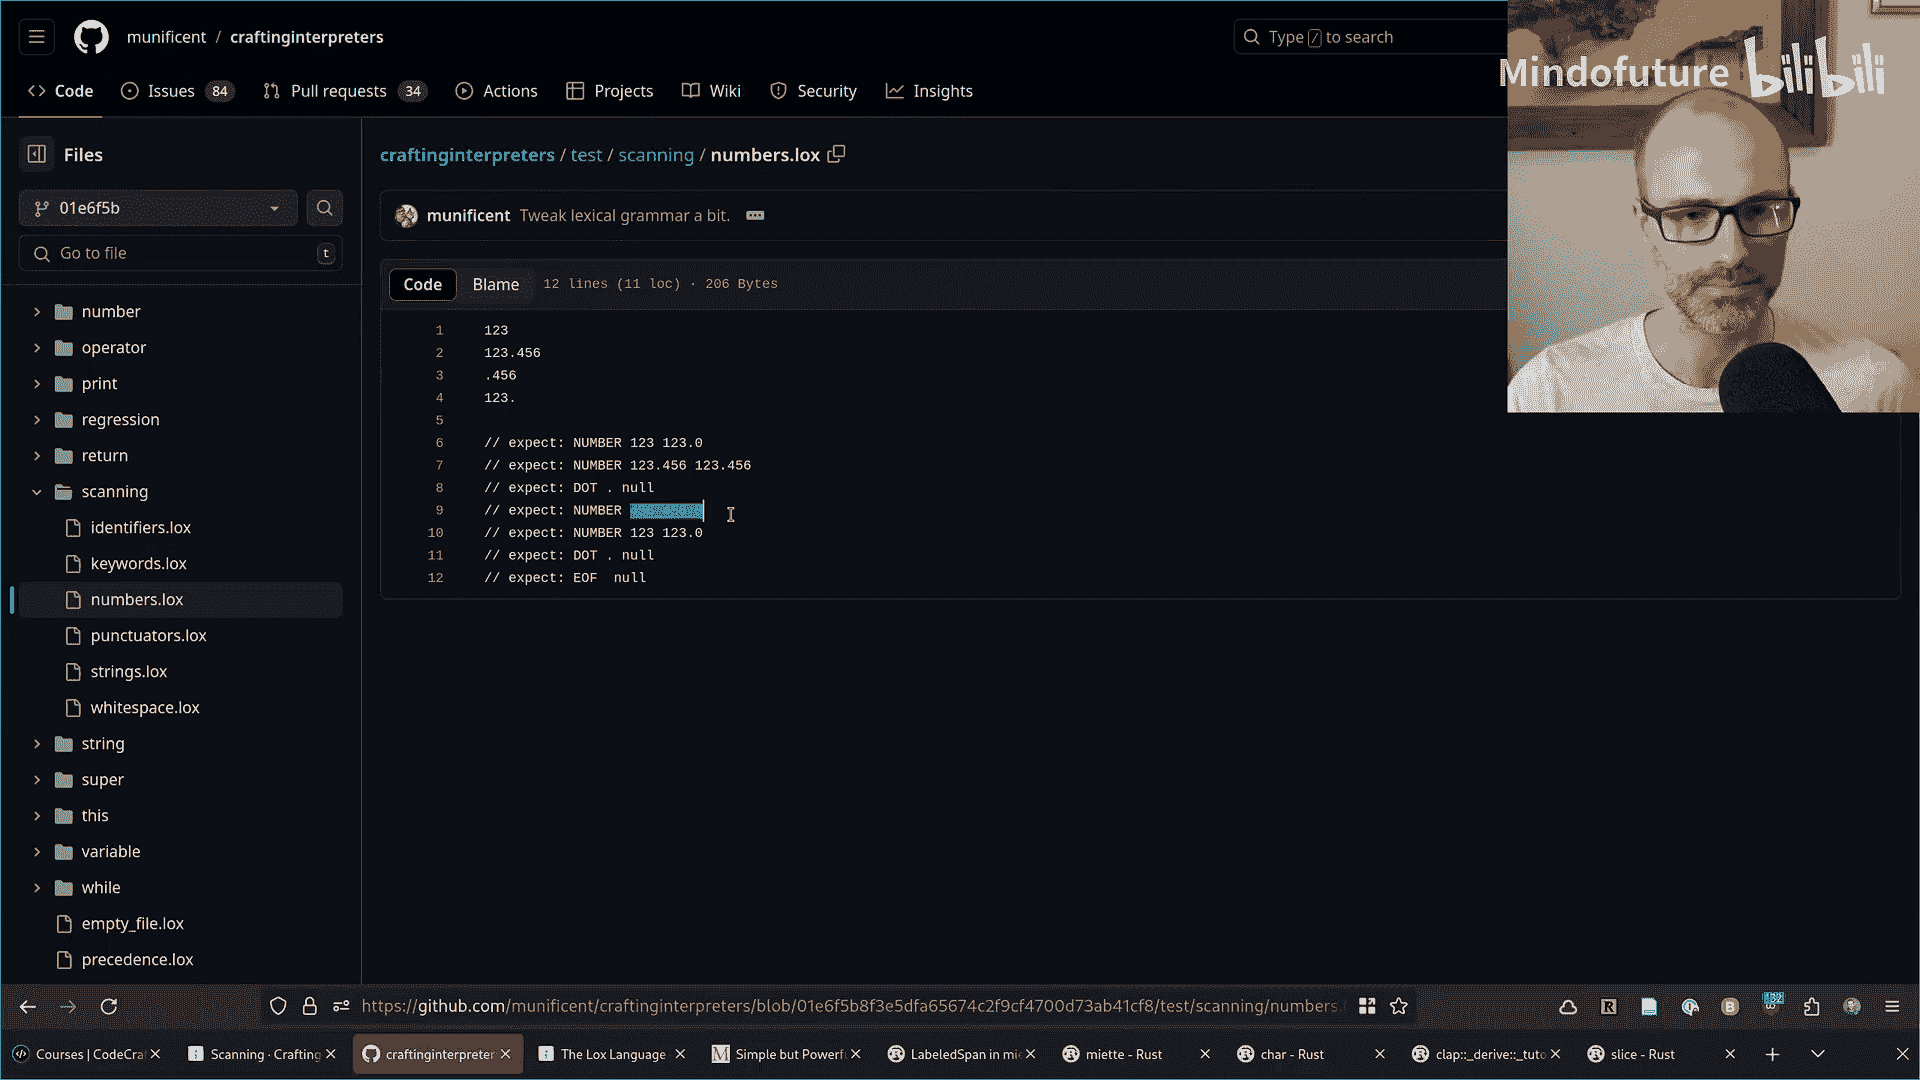 munificent / craftinginterpreters
Type / to search
Mindofuture bilibili
Code
Issues 84
Pull requests 34
Actions
Projects
Wiki
Security
Insights
Files
01e6f5b
Go to file
t
number
operator
print
regression
return
scanning
identifiers.lox
keywords.lox
numbers.lox
punctuators.lox
strings.lox
whitespace.lox
string
super
this
variable
while
empty_file.lox
precedence.lox
craftinginterpreters / test / scanning / numbers.lox
munificent Tweak lexical grammar a bit.
Code Blame 12 lines (11 loc) · 206 Bytes
1 123
2 123.456
3 .456
4 123.
5
6 // expect: NUMBER 123 123.0
7 // expect: NUMBER 123.456 123.456
8 // expect: DOT . null
9 // expect: NUMBER
10 // expect: NUMBER 123 123.0
11 // expect: DOT . null
12 // expect: EOF  null
https://github.com/munificent/craftinginterpreters/blob/01e6f5b8f3e5dfa65674c2f9cf4700d73ab41cf8/test/scanning/numbers.
Courses | CodeCra
Scanning · Crafting
craftinginterpreter
The Lox Language
Simple but Powerfu
LabeledSpan in mie
miette - Rust
char - Rust
clap::_derive::_tuto
slice - Rust